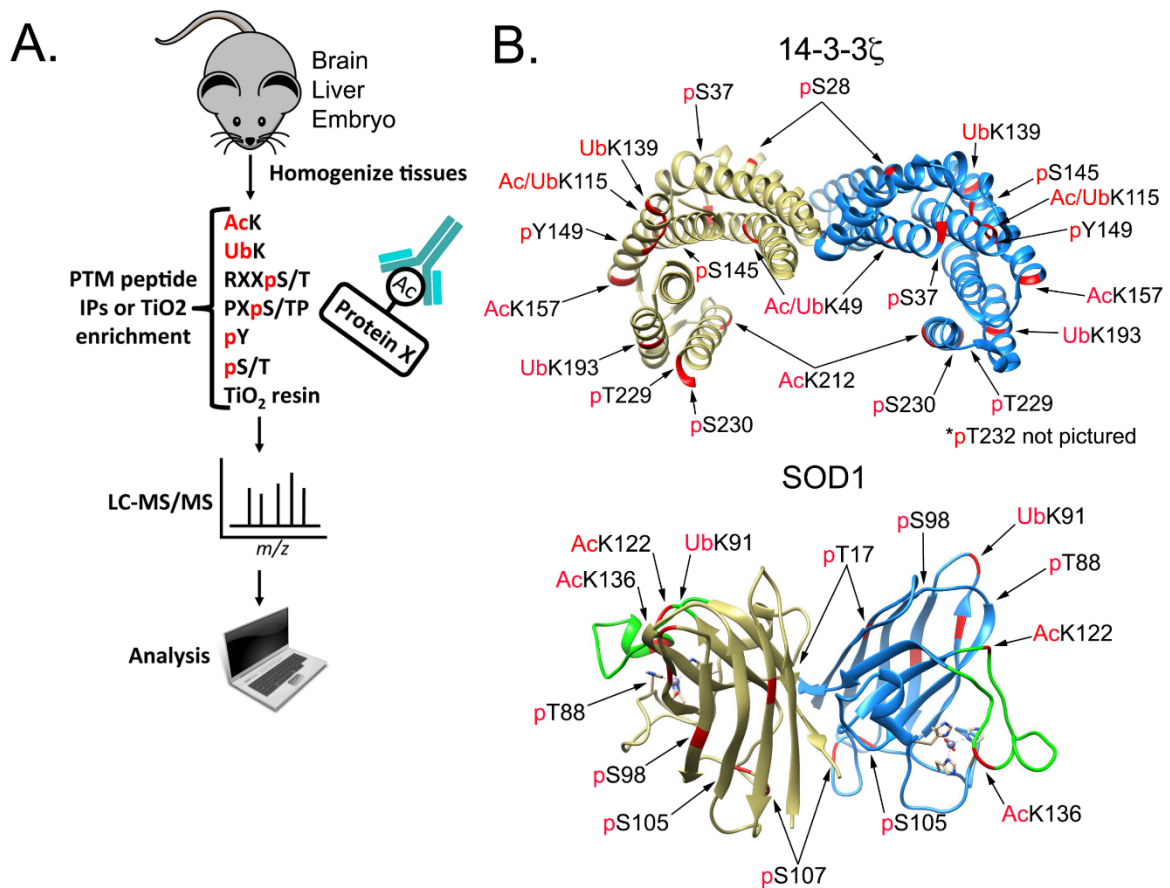 A.
Brain
Liver
Embryo
Homogenize tissues
PTM peptide
IPs or TiO2
enrichment
AcK
UbK
RXXpS/T
PXpS/TP
pY
pS/T
TiO₂ resin
Ac
Protein X
LC-MS/MS
m/z
Analysis
B.
14-3-3ζ
pS37
pS28
UbK139
UbK139
Ac/UbK115
pS145
Ac/UbK115
pY149
pY149
pS145
AcK157
Ac/UbK49
pS37
AcK157
UbK193
UbK193
AcK212
pT229
pS230
pT229
pS230
*pT232 not pictured
SOD1
pS98
UbK91
AcK122
UbK91
pT17
pT88
AcK136
AcK122
pT88
pS98
pS105
pS105
AcK136
pS107